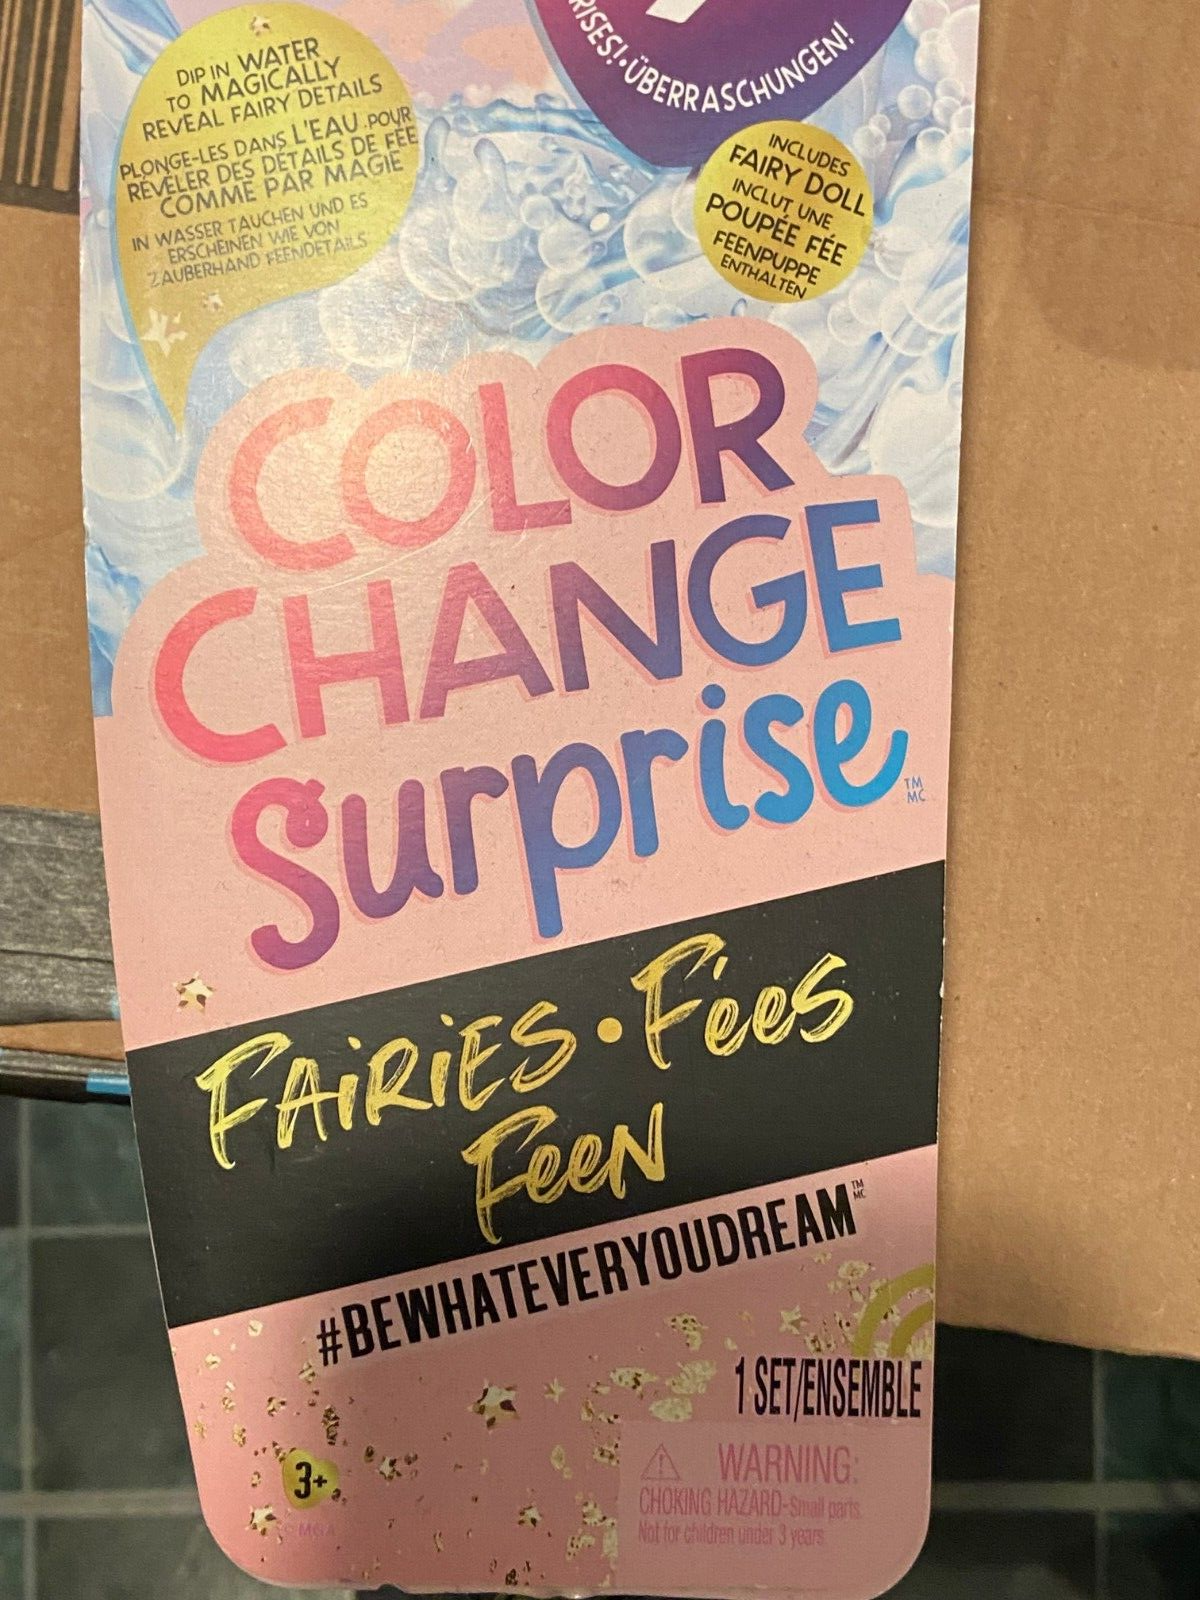 RISES!•ÜBERRASCHUNGEN!
DIP IN WATER
TO MAGICALLY
REVEAL FAIRY DETAILS
PLONGE-LES DANS L'EAU POUR
RÉVÉLER DES DÉTAILS DE FÉE
COMME PAR MAGIE
IN WASSER TAUCHEN UND ES
ERSCHEINEN WIE VON
ZAUBERHAND FEENDETAILS
INCLUDES
FAIRY DOLL
INCLUT UNE
POUPÉE FÉE
FEENPUPPE
ENTHALTEN
COLOR
CHANGE
Surprise
TM
MC
FAiRiES • Fées
FeeN
#BEWHATEVERYOUDREAM
TM
MC
1 SET/ENSEMBLE
3+
© MGA
WARNING:
CHOKING HAZARD-Small parts.
Not for children under 3 years.